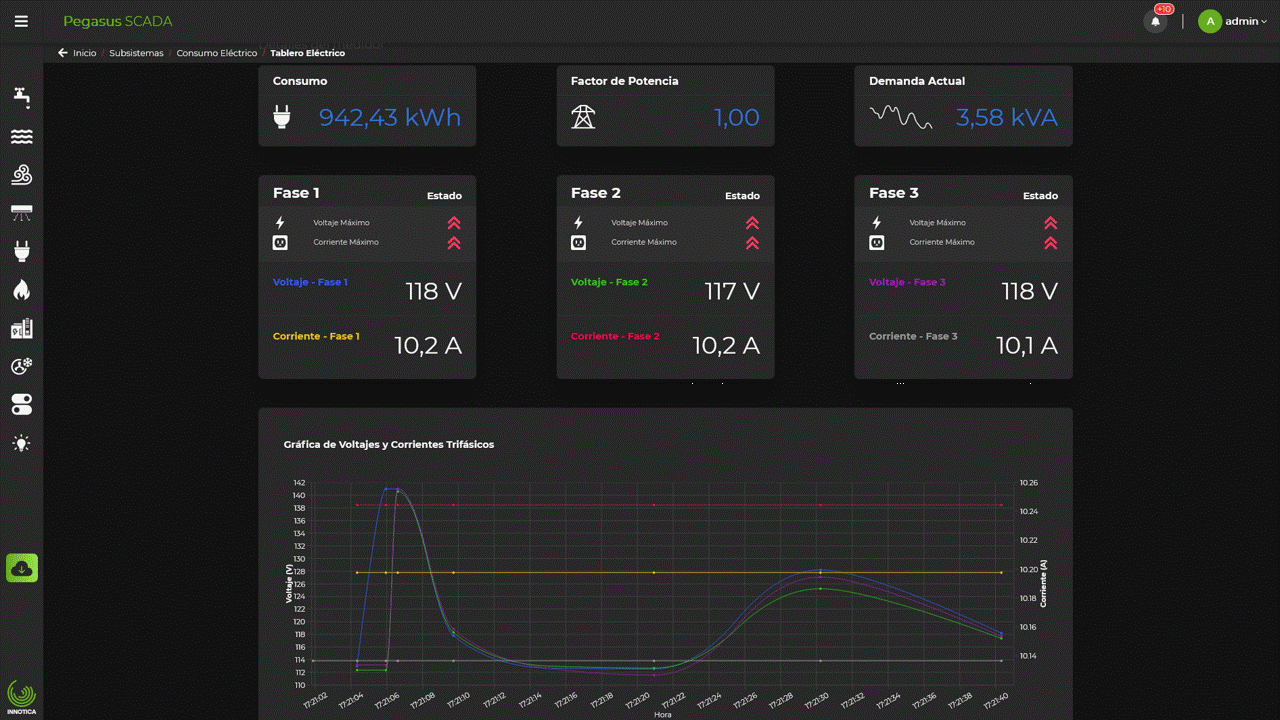 Pegasus SCADA
+10
A admin
Inicio / Subsistemas / Consumo Eléctrico / Tablero Eléctrico
Consumo
942,43 kWh
Factor de Potencia
1,00
Demanda Actual
3,58 kVA
Fase 1
Estado
Voltaje Máximo
Corriente Máximo
Voltaje - Fase 1
118 V
Corriente - Fase 1
10,2 A
Fase 2
Estado
Voltaje Máximo
Corriente Máximo
Voltaje - Fase 2
117 V
Corriente - Fase 2
10,2 A
Fase 3
Estado
Voltaje Máximo
Corriente Máximo
Voltaje - Fase 3
118 V
Corriente - Fase 3
10,1 A
Gráfica de Voltajes y Corrientes Trifásicos
Voltaje (V)
142
140
138
136
134
132
130
128
126
124
122
120
118
116
114
112
110
10.26
10.24
10.22
10.20
10.18
10.16
10.14
Corriente (A)
17:21:02
17:21:04
17:21:06
17:21:08
17:21:10
17:21:12
17:21:14
17:21:16
17:21:18
17:21:20
17:21:22
17:21:24
17:21:26
17:21:28
17:21:30
17:21:32
17:21:34
17:21:36
17:21:38
17:21:40
Hora
INNOTICA